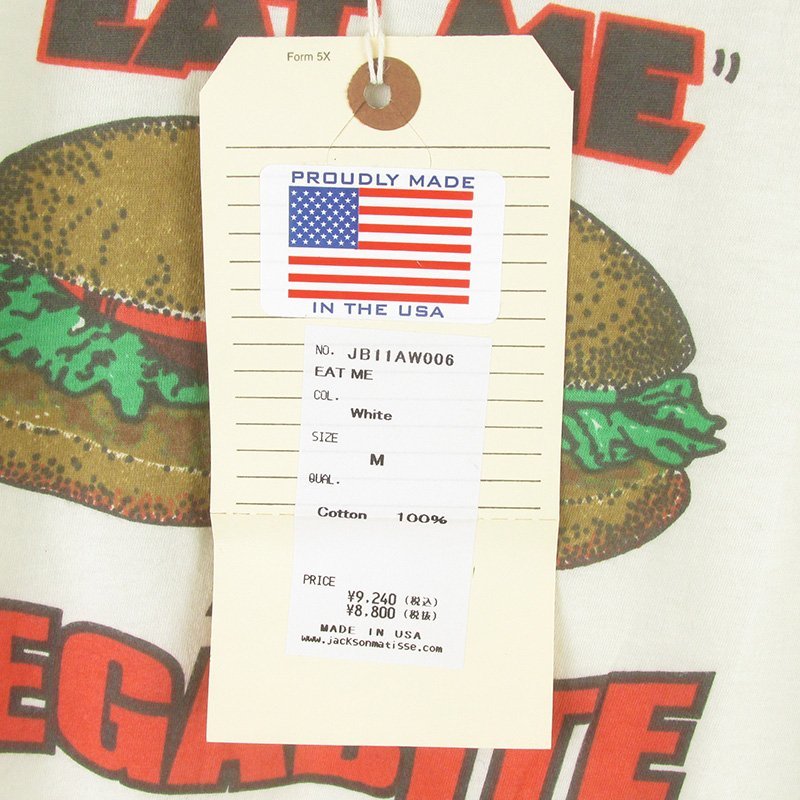 EAT ME"
Form 5X
PROUDLY MADE
IN THE USA
NO. JB11AW006
EAT ME
COL.
White
SIZE
M
QUAL.
Cotton 100%
PRICE
¥9.240 (税込)
¥8.800 (税抜)
MADE IN USA
www.jacksonmatisse.com
EGABITE